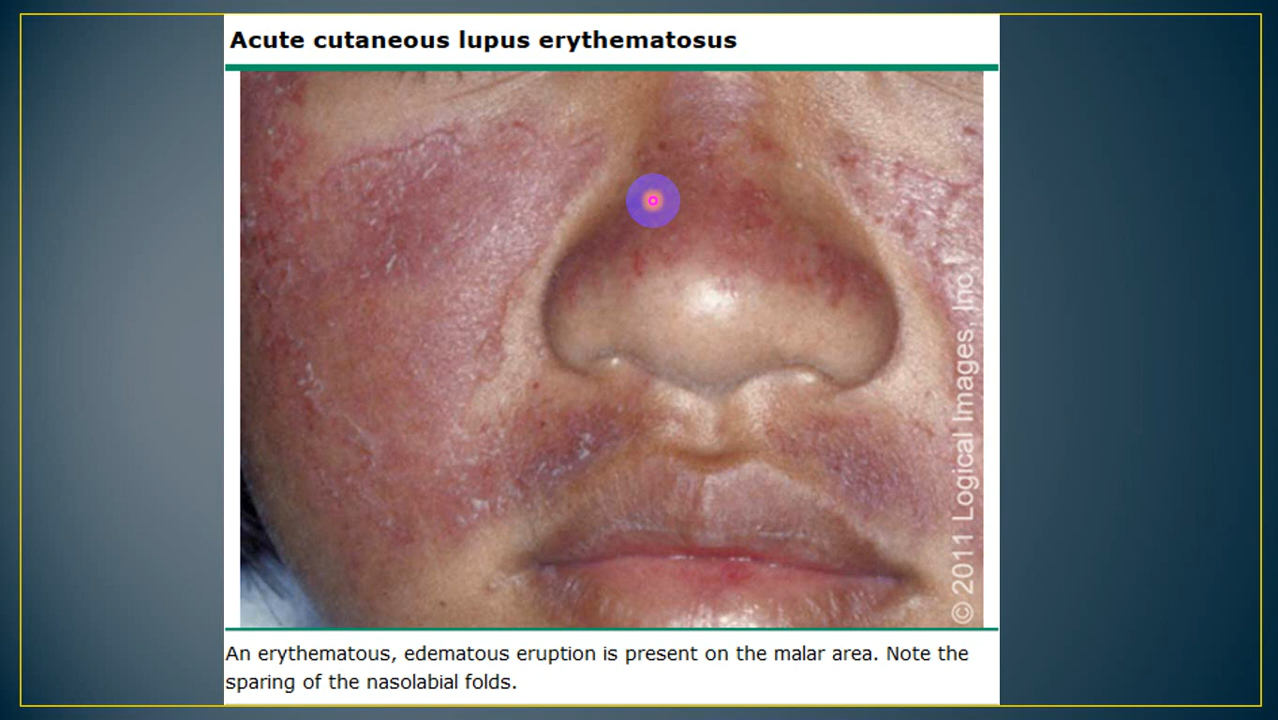 Acute cutaneous lupus erythematosus
© 2011 Logical Images, Inc.
An erythematous, edematous eruption is present on the malar area. Note the
sparing of the nasolabial folds.